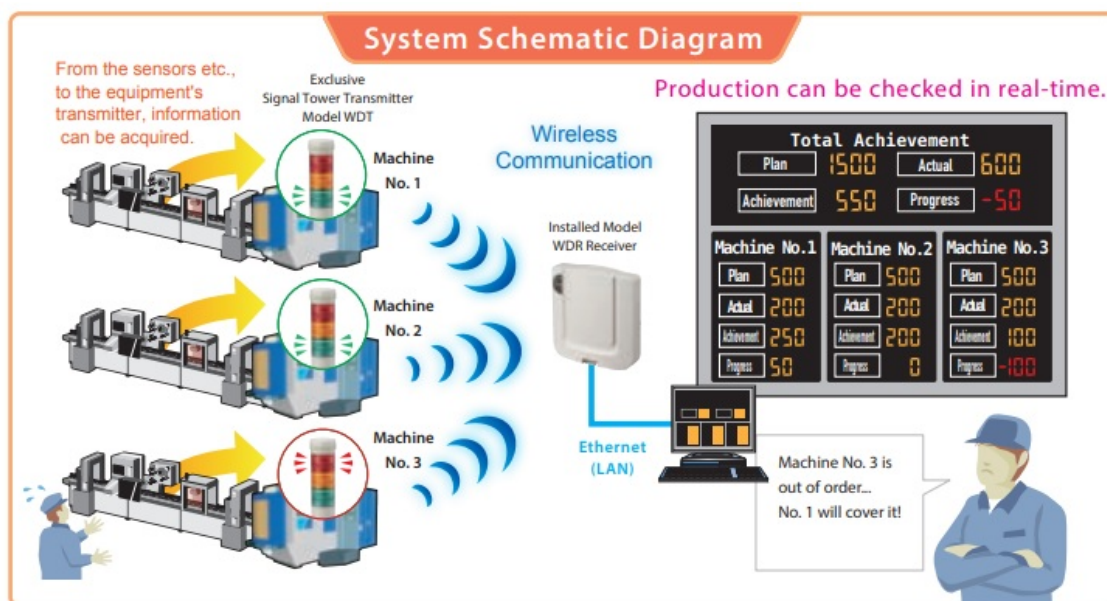 System Schematic Diagram
From the sensors etc.,
to the equipment's
transmitter, information
can be acquired.
Exclusive
Signal Tower Transmitter
Model WDT
Machine
No. 1
Machine
No. 2
Machine
No. 3
Wireless
Communication
Installed Model
WDR Receiver
Ethernet
(LAN)
Production can be checked in real-time.
Total Achievement
Plan 1500 Actual 600
Achievement 550 Progress -50
Machine No.1
Plan 500
Actual 200
Achievement 250
Progress 50
Machine No.2
Plan 500
Actual 200
Achievement 200
Progress 0
Machine No.3
Plan 500
Actual 200
Achievement 100
Progress -100
Machine No. 3 is
out of order...
No. 1 will cover it!